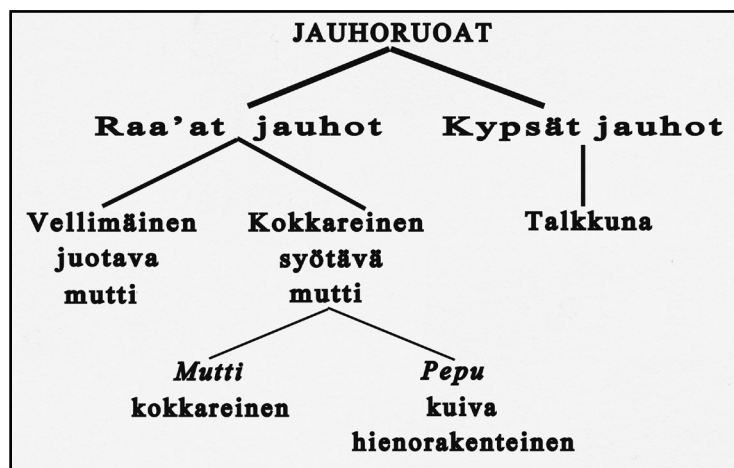 JAUHORUOAT
Raa'at jauhot
Kypsät jauhot
Vellimäinen
juotava
mutti
Kokkareinen
syötävä
mutti
Talkkuna
Mutti
kokkareinen
Pepu
kuiva
hienorakenteinen